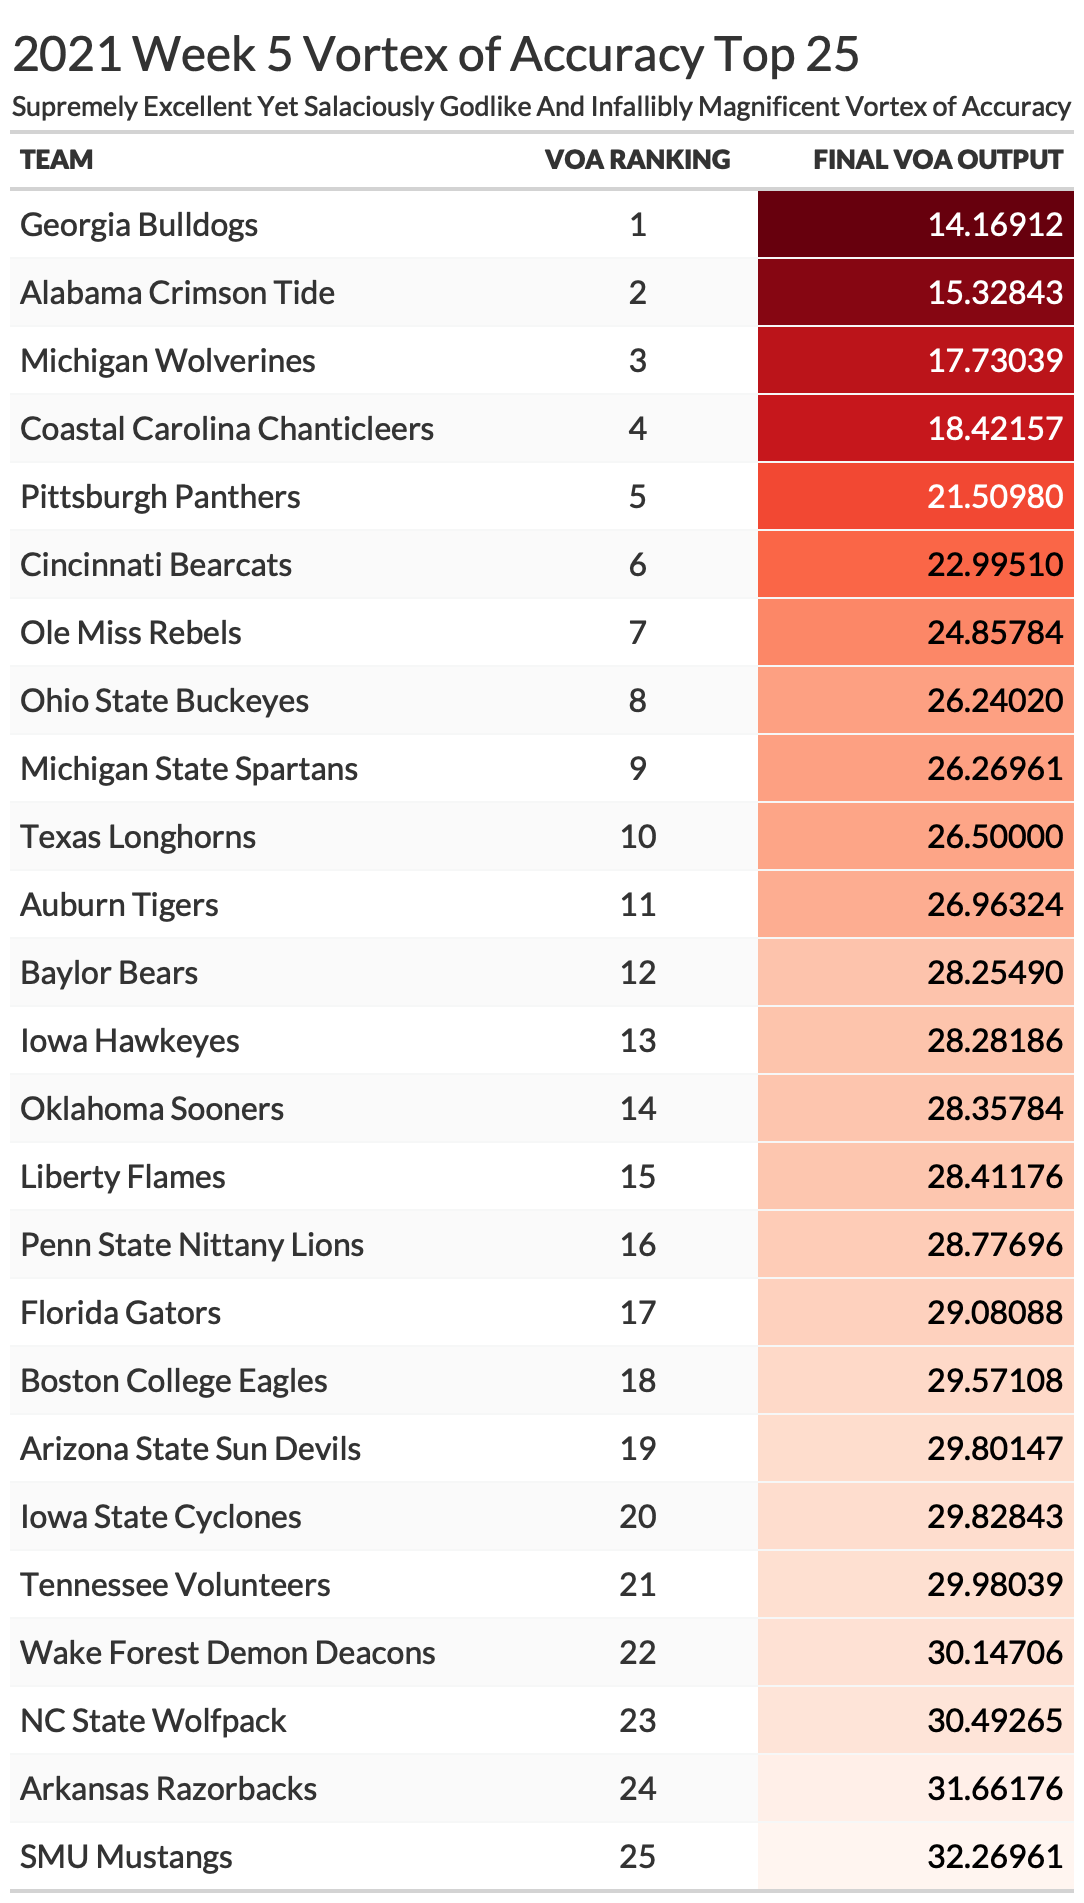 2021 Week 5 Vortex of Accuracy Top 25
Supremely Excellent Yet Salaciously Godlike And Infallibly Magnificent Vortex of Accuracy
TEAM VOA RANKING FINAL VOA OUTPUT
Georgia Bulldogs 1 14.16912
Alabama Crimson Tide 2 15.32843
Michigan Wolverines 3 17.73039
Coastal Carolina Chanticleers 4 18.42157
Pittsburgh Panthers 5 21.50980
Cincinnati Bearcats 6 22.99510
Ole Miss Rebels 7 24.85784
Ohio State Buckeyes 8 26.24020
Michigan State Spartans 9 26.26961
Texas Longhorns 10 26.50000
Auburn Tigers 11 26.96324
Baylor Bears 12 28.25490
Iowa Hawkeyes 13 28.28186
Oklahoma Sooners 14 28.35784
Liberty Flames 15 28.41176
Penn State Nittany Lions 16 28.77696
Florida Gators 17 29.08088
Boston College Eagles 18 29.57108
Arizona State Sun Devils 19 29.80147
Iowa State Cyclones 20 29.82843
Tennessee Volunteers 21 29.98039
Wake Forest Demon Deacons 22 30.14706
NC State Wolfpack 23 30.49265
Arkansas Razorbacks 24 31.66176
SMU Mustangs 25 32.26961